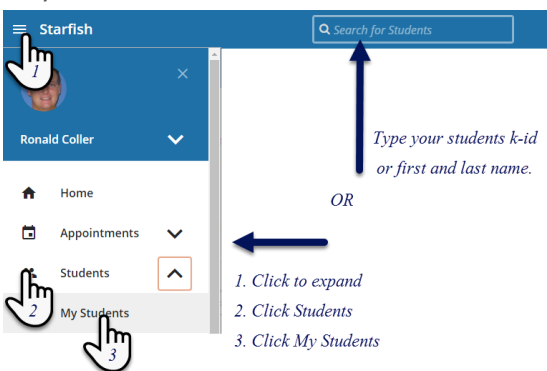 Starfish
Search for Students
1
Ronald Coller
Type your students k-id
or first and last name.
Home
OR
Appointments
Students
1. Click to expand
2
2. Click Students
My Students
3. Click My Students
3